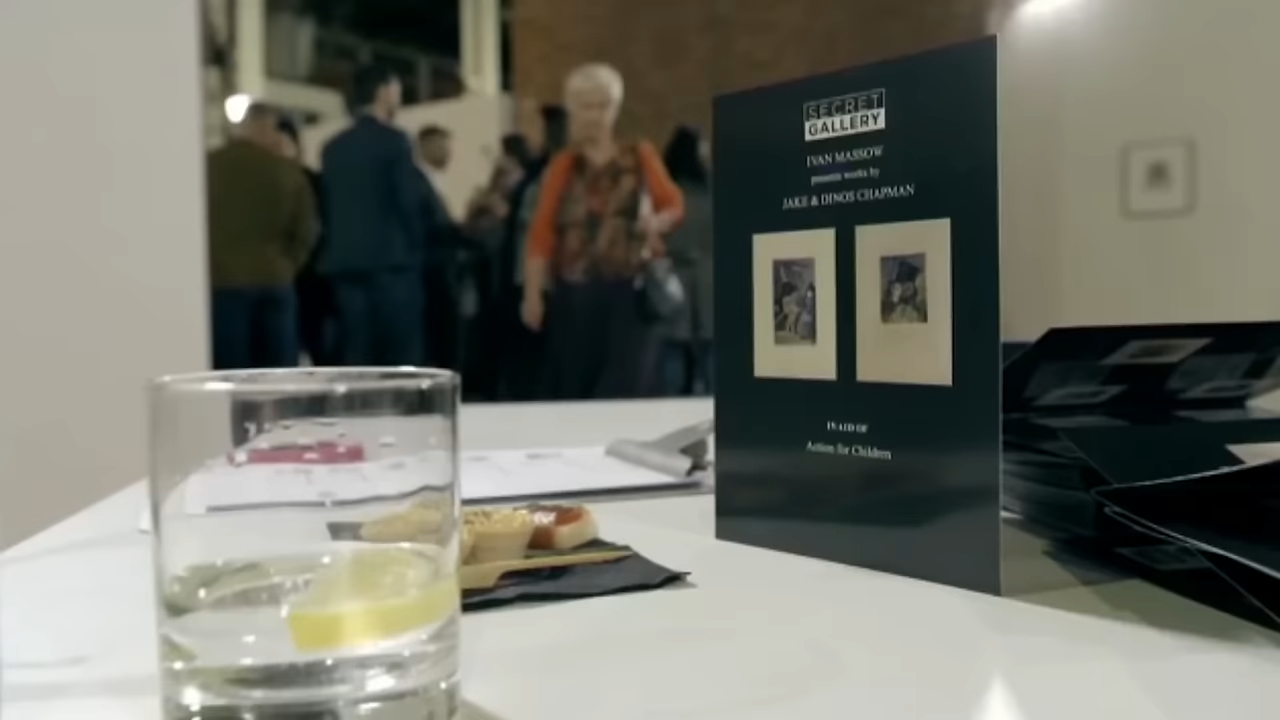 SECRET
GALLERY
IVAN MASSOW
presents works by
JAKE & DINOS CHAPMAN
IN AID OF
Action for Children